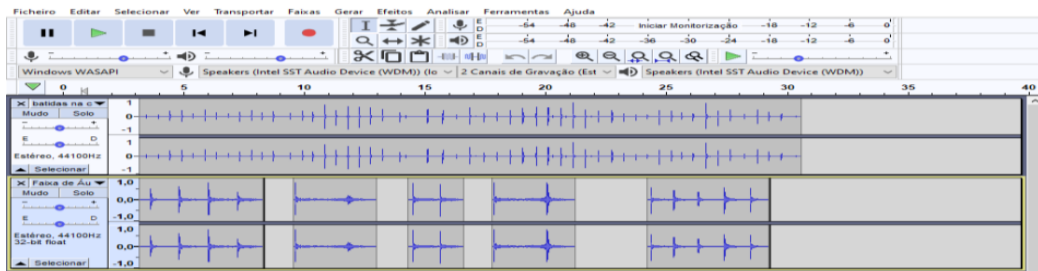 Ficheiro Editar Selecionar Ver Transportar Faixas Gerar Efeitos Analisar Ferramentas Ajuda
E D -54 -48 -42 Iniciar Monitorização -18 -12 -6 0
E D -54 -48 -42 -36 -30 -24 -18 -12 -6 0
Windows WASAPI Speakers (Intel SST Audio Device (WDM)) (lo 2 Canais de Gravação (Est Speakers (Intel SST Audio Device (WDM))
0 5 10 15 20 25 30 35 40
X batidas na c
Mudo Solo
- +
E D
Estéreo, 44100Hz
Selecionar
1
0
-1
1
0
-1
X Faixa de Áu
Mudo Solo
- +
E D
Estéreo, 44100Hz
32-bit float
Selecionar
1,0
0,0
-1,0
1,0
0,0
-1,0